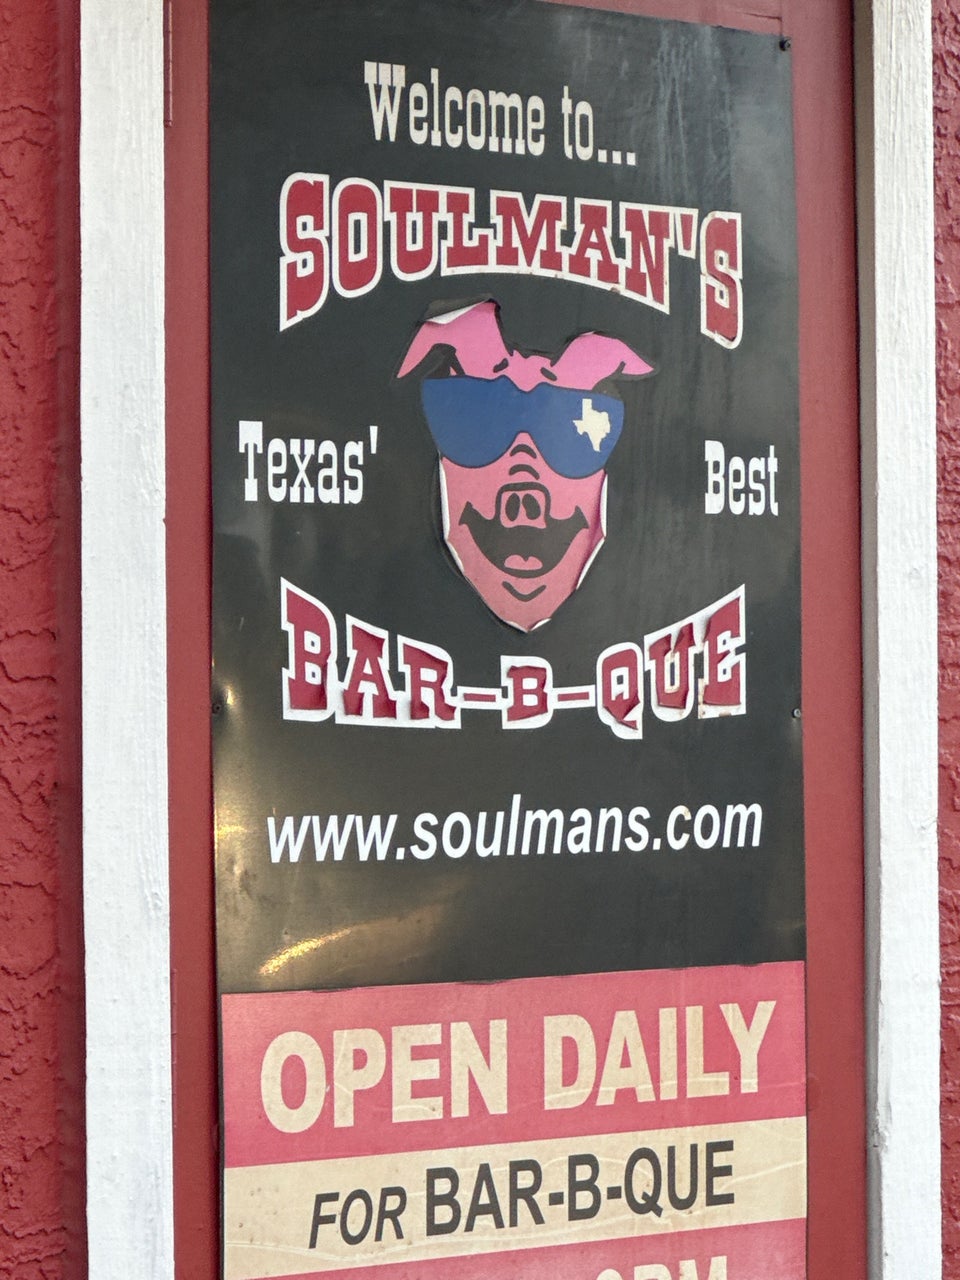 Welcome to...
SOULMAN'S
Texas' Best
BAR-B-QUE
www.soulmans.com
OPEN DAILY
FOR BAR-B-QUE